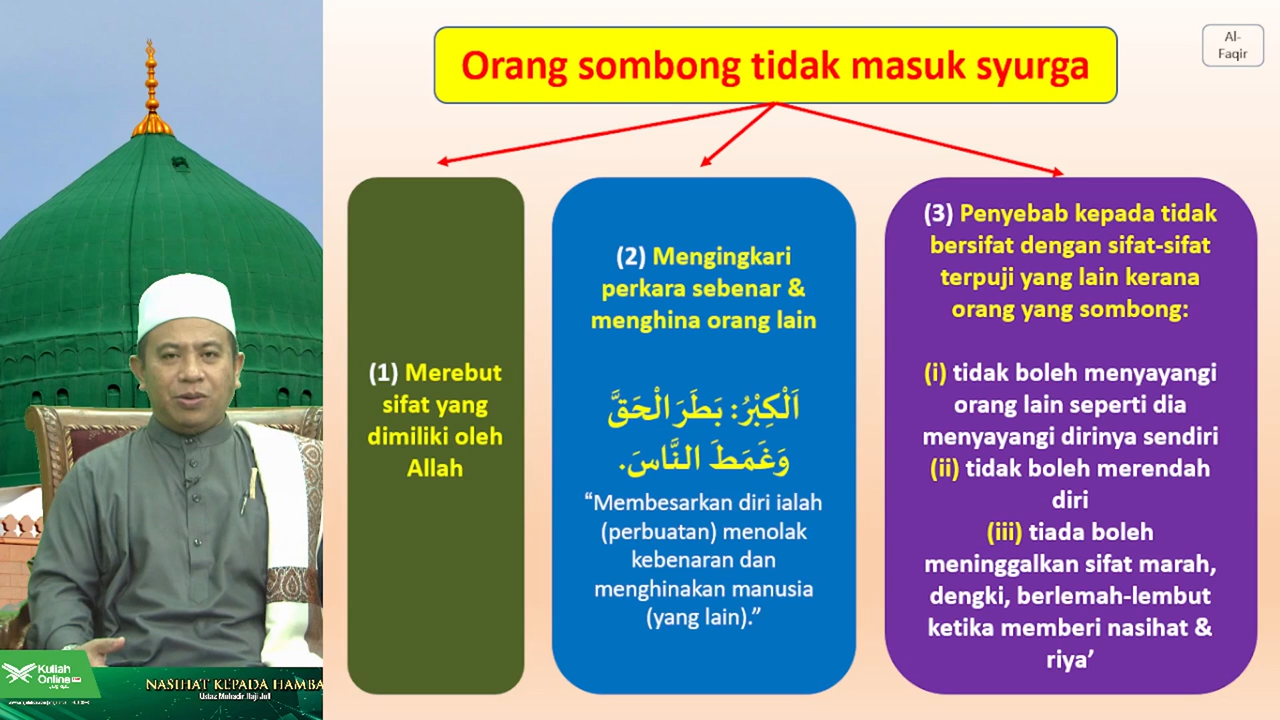 Orang sombong tidak masuk syurga
Al-
Faqir
(1) Merebut
sifat yang
dimiliki oleh
Allah
(2) Mengingkari
perkara sebenar &
menghina orang lain
اَلْكِبْرُ: بَطَرَ الْحَقَّ
وَغَمَطَ النَّاسَ.
“Membesarkan diri ialah
(perbuatan) menolak
kebenaran dan
menghinakan manusia
(yang lain).”
(3) Penyebab kepada tidak
bersifat dengan sifat-sifat
terpuji yang lain kerana
orang yang sombong:
(i) tidak boleh menyayangi
orang lain seperti dia
menyayangi dirinya sendiri
(ii) tidak boleh merendah
diri
(iii) tiada boleh
meninggalkan sifat marah,
dengki, berlemah-lembut
ketika memberi nasihat &
riya’
Kuliah
Online
NASIHAT KEPADA HAMBA
Ustaz Muhadir Haji Joll